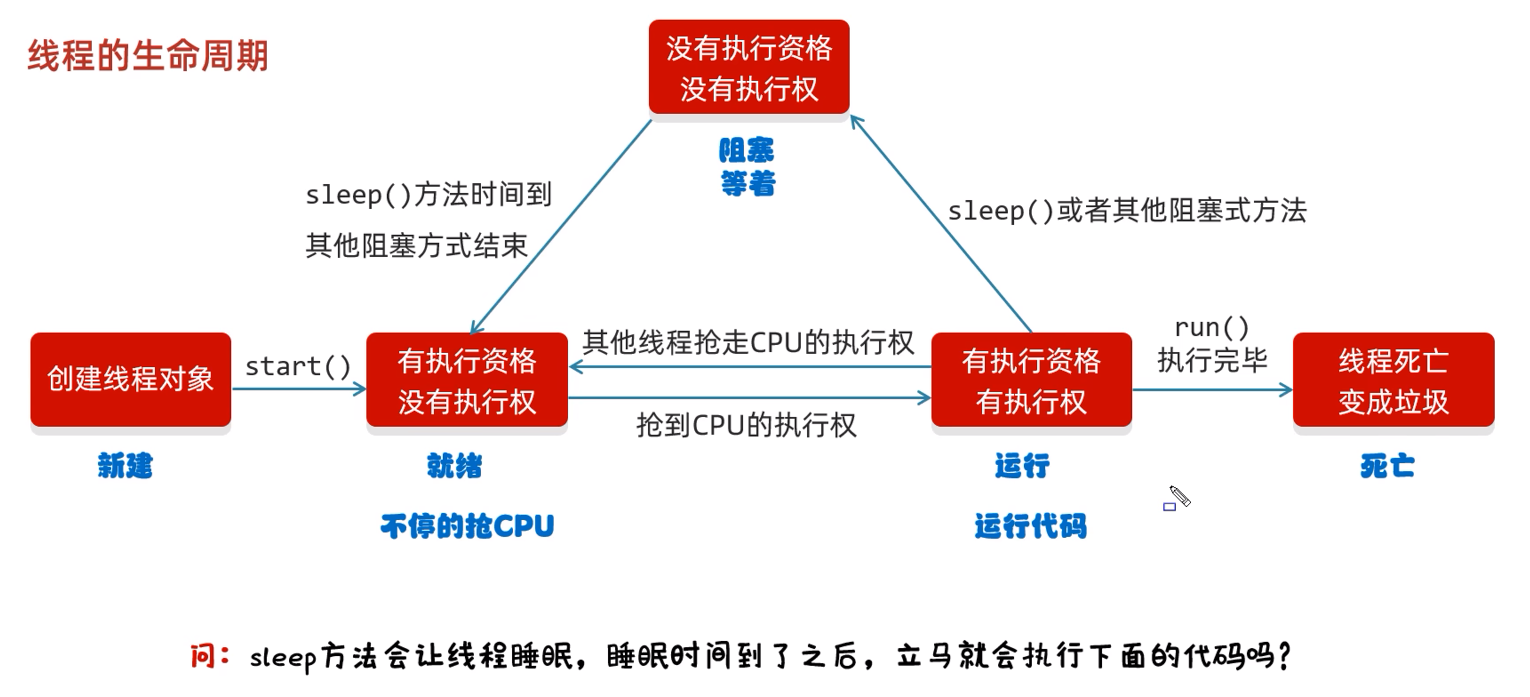 线程的生命周期
没有执行资格
没有执行权
阻塞
等着
sleep()方法时间到
其他阻塞方式结束
sleep()或者其他阻塞式方法
创建线程对象
新建
start()
有执行资格
没有执行权
就绪
不停的抢CPU
其他线程抢走CPU的执行权
抢到CPU的执行权
有执行资格
有执行权
运行
运行代码
run()
执行完毕
线程死亡
变成垃圾
死亡
问：sleep方法会让线程睡眠，睡眠时间到了之后，立马就会执行下面的代码吗？